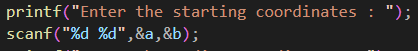 printf("Enter the starting coordinates : ");
scanf("%d %d",&a,&b);